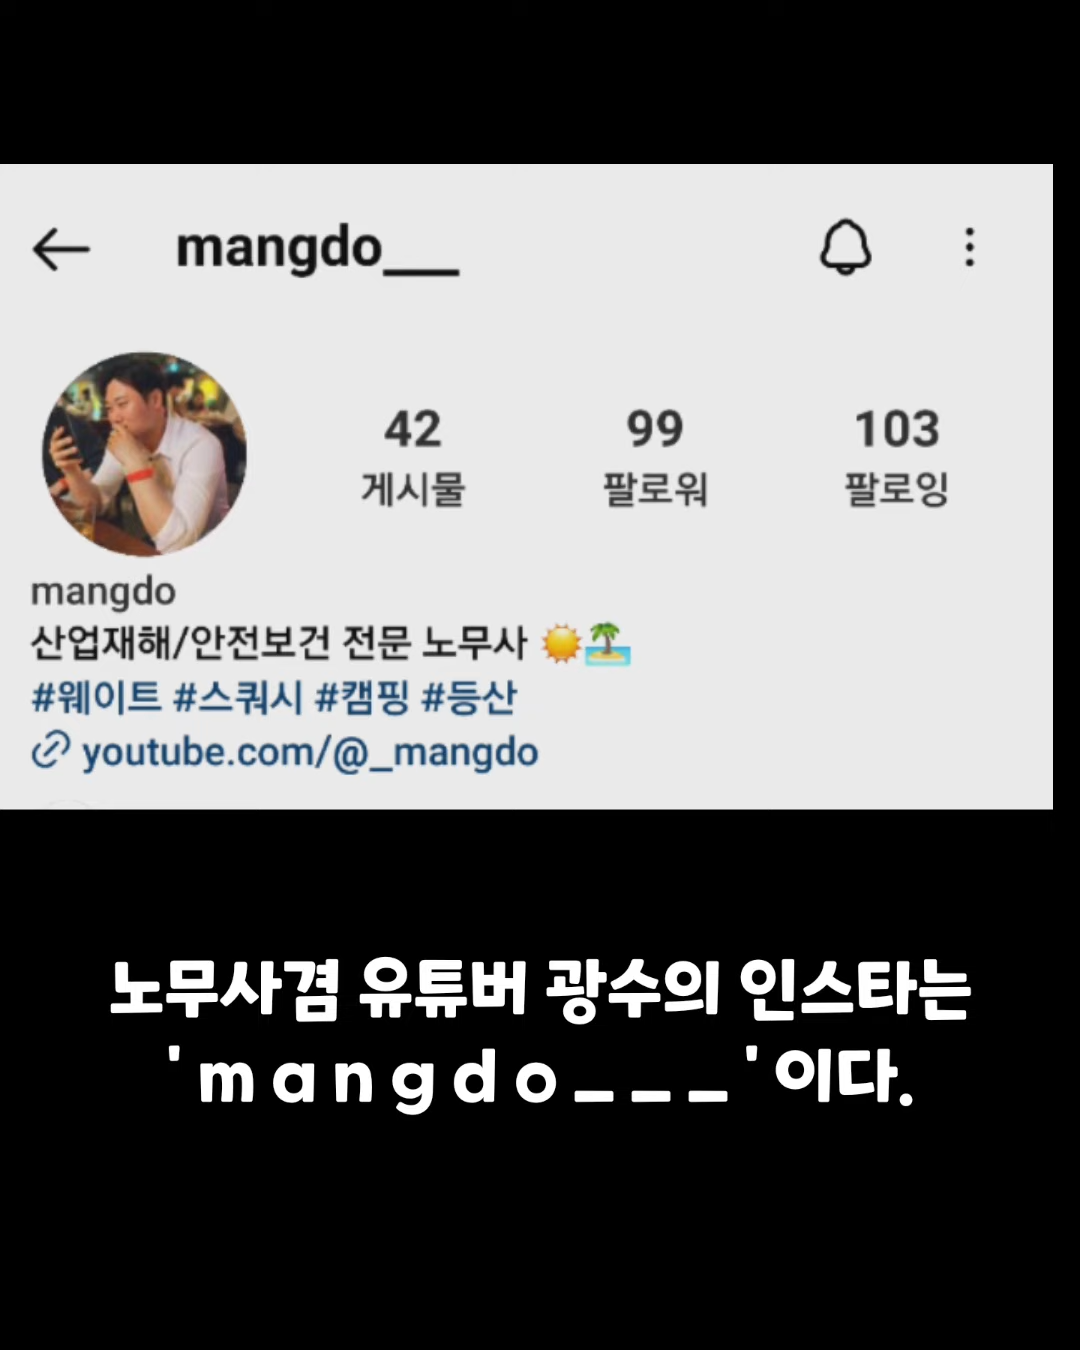 mangdo___
42 99 103
게시물 팔로워 팔로잉
mangdo
산업재해/안전보건 전문 노무사 ☀️🏝️
#웨이트 #스쿼시 #캠핑 #등산
youtube.com/@_mangdo
노무사겸 유튜버 광수의 인스타는
'mangdo___'이다.